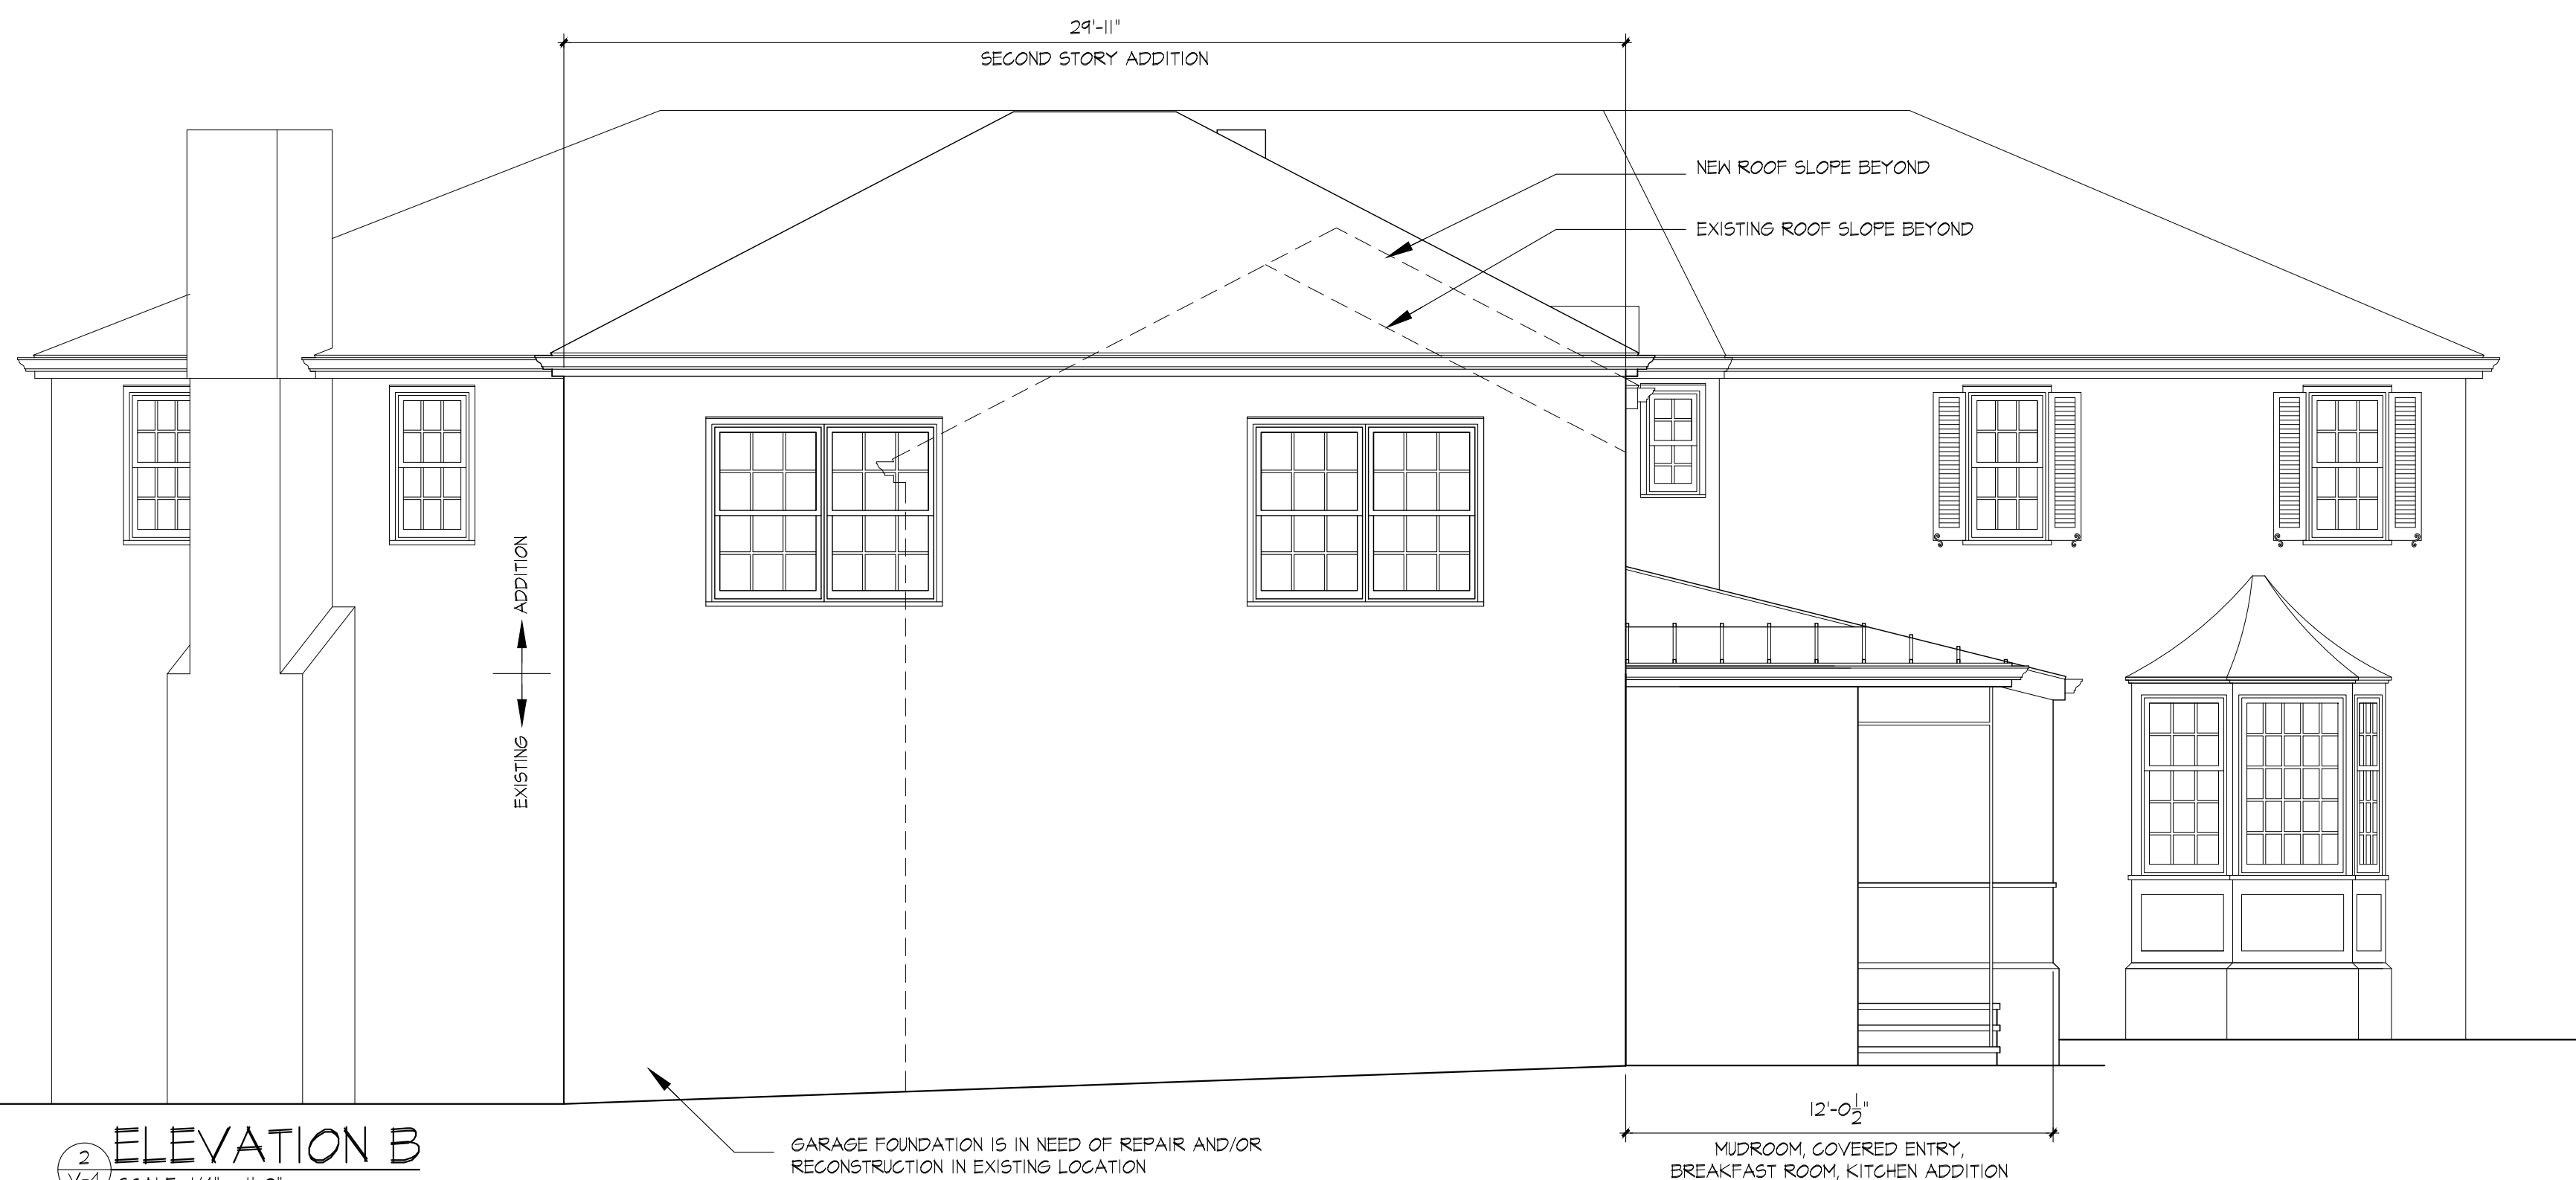 29'-11"
SECOND STORY ADDITION
NEW ROOF SLOPE BEYOND
EXISTING ROOF SLOPE BEYOND
ADDITION
EXISTING
12'-0 1/2"
MUDROOM, COVERED ENTRY,
BREAKFAST ROOM, KITCHEN ADDITION
GARAGE FOUNDATION IS IN NEED OF REPAIR AND/OR
RECONSTRUCTION IN EXISTING LOCATION
2
ELEVATION B